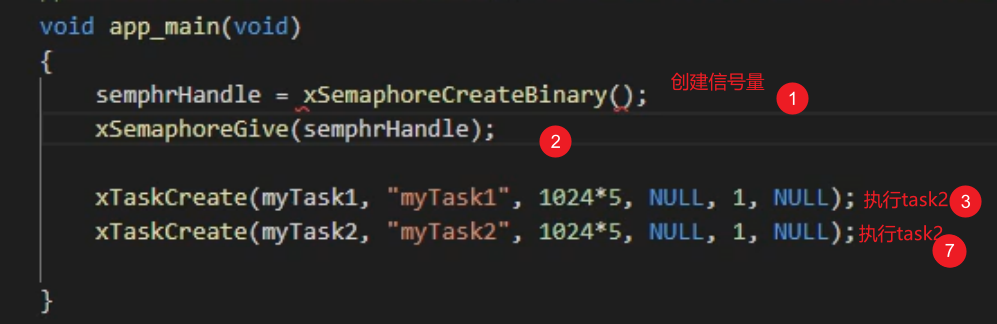 void app_main(void)
{
semphrHandle = xSemaphoreCreateBinary(); 创建信号量 1
xSemaphoreGive(semphrHandle); 2
xTaskCreate(myTask1, "myTask1", 1024*5, NULL, 1, NULL); 执行task2 3
xTaskCreate(myTask2, "myTask2", 1024*5, NULL, 1, NULL); 执行task2 7
}